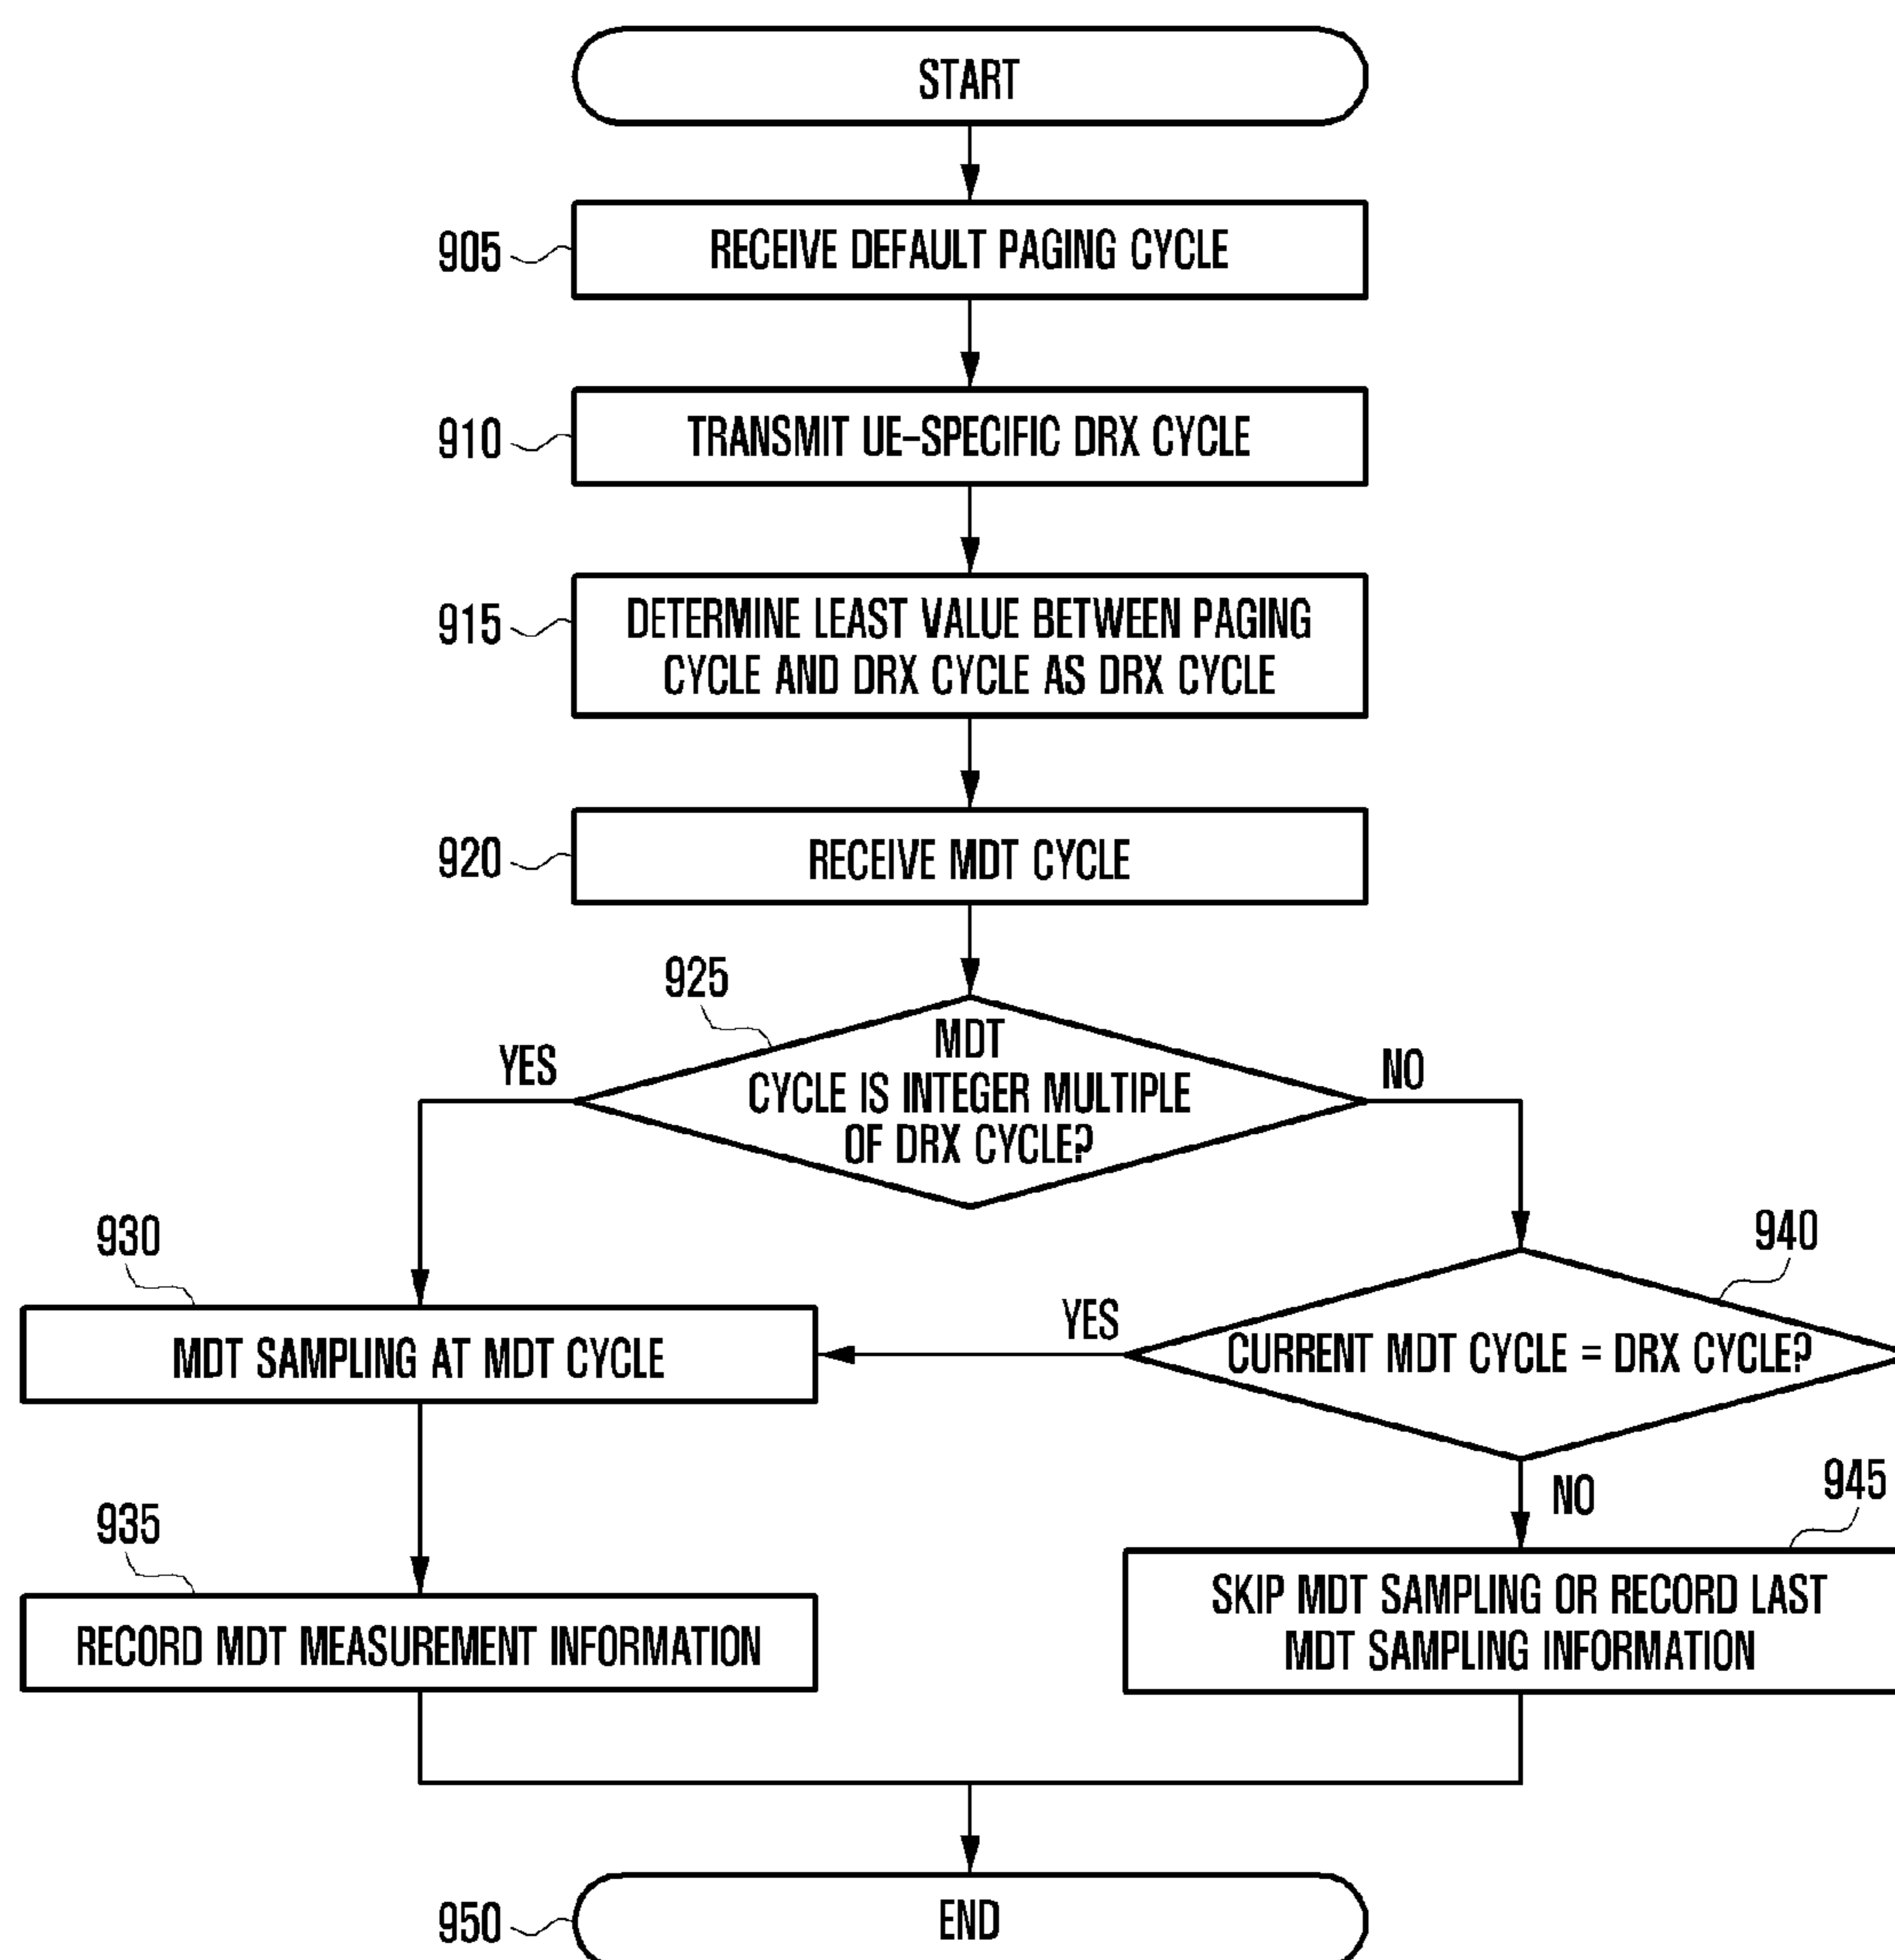 START
905
RECEIVE DEFAULT PAGING CYCLE
910
TRANSMIT UE-SPECIFIC DRX CYCLE
915
DETERMINE LEAST VALUE BETWEEN PAGING
CYCLE AND DRX CYCLE AS DRX CYCLE
920
RECEIVE MDT CYCLE
925
MDT
CYCLE IS INTEGER MULTIPLE
OF DRX CYCLE?
YES
NO
930
MDT SAMPLING AT MDT CYCLE
YES
940
CURRENT MDT CYCLE = DRX CYCLE?
NO
935
RECORD MDT MEASUREMENT INFORMATION
945
SKIP MDT SAMPLING OR RECORD LAST
MDT SAMPLING INFORMATION
950
END